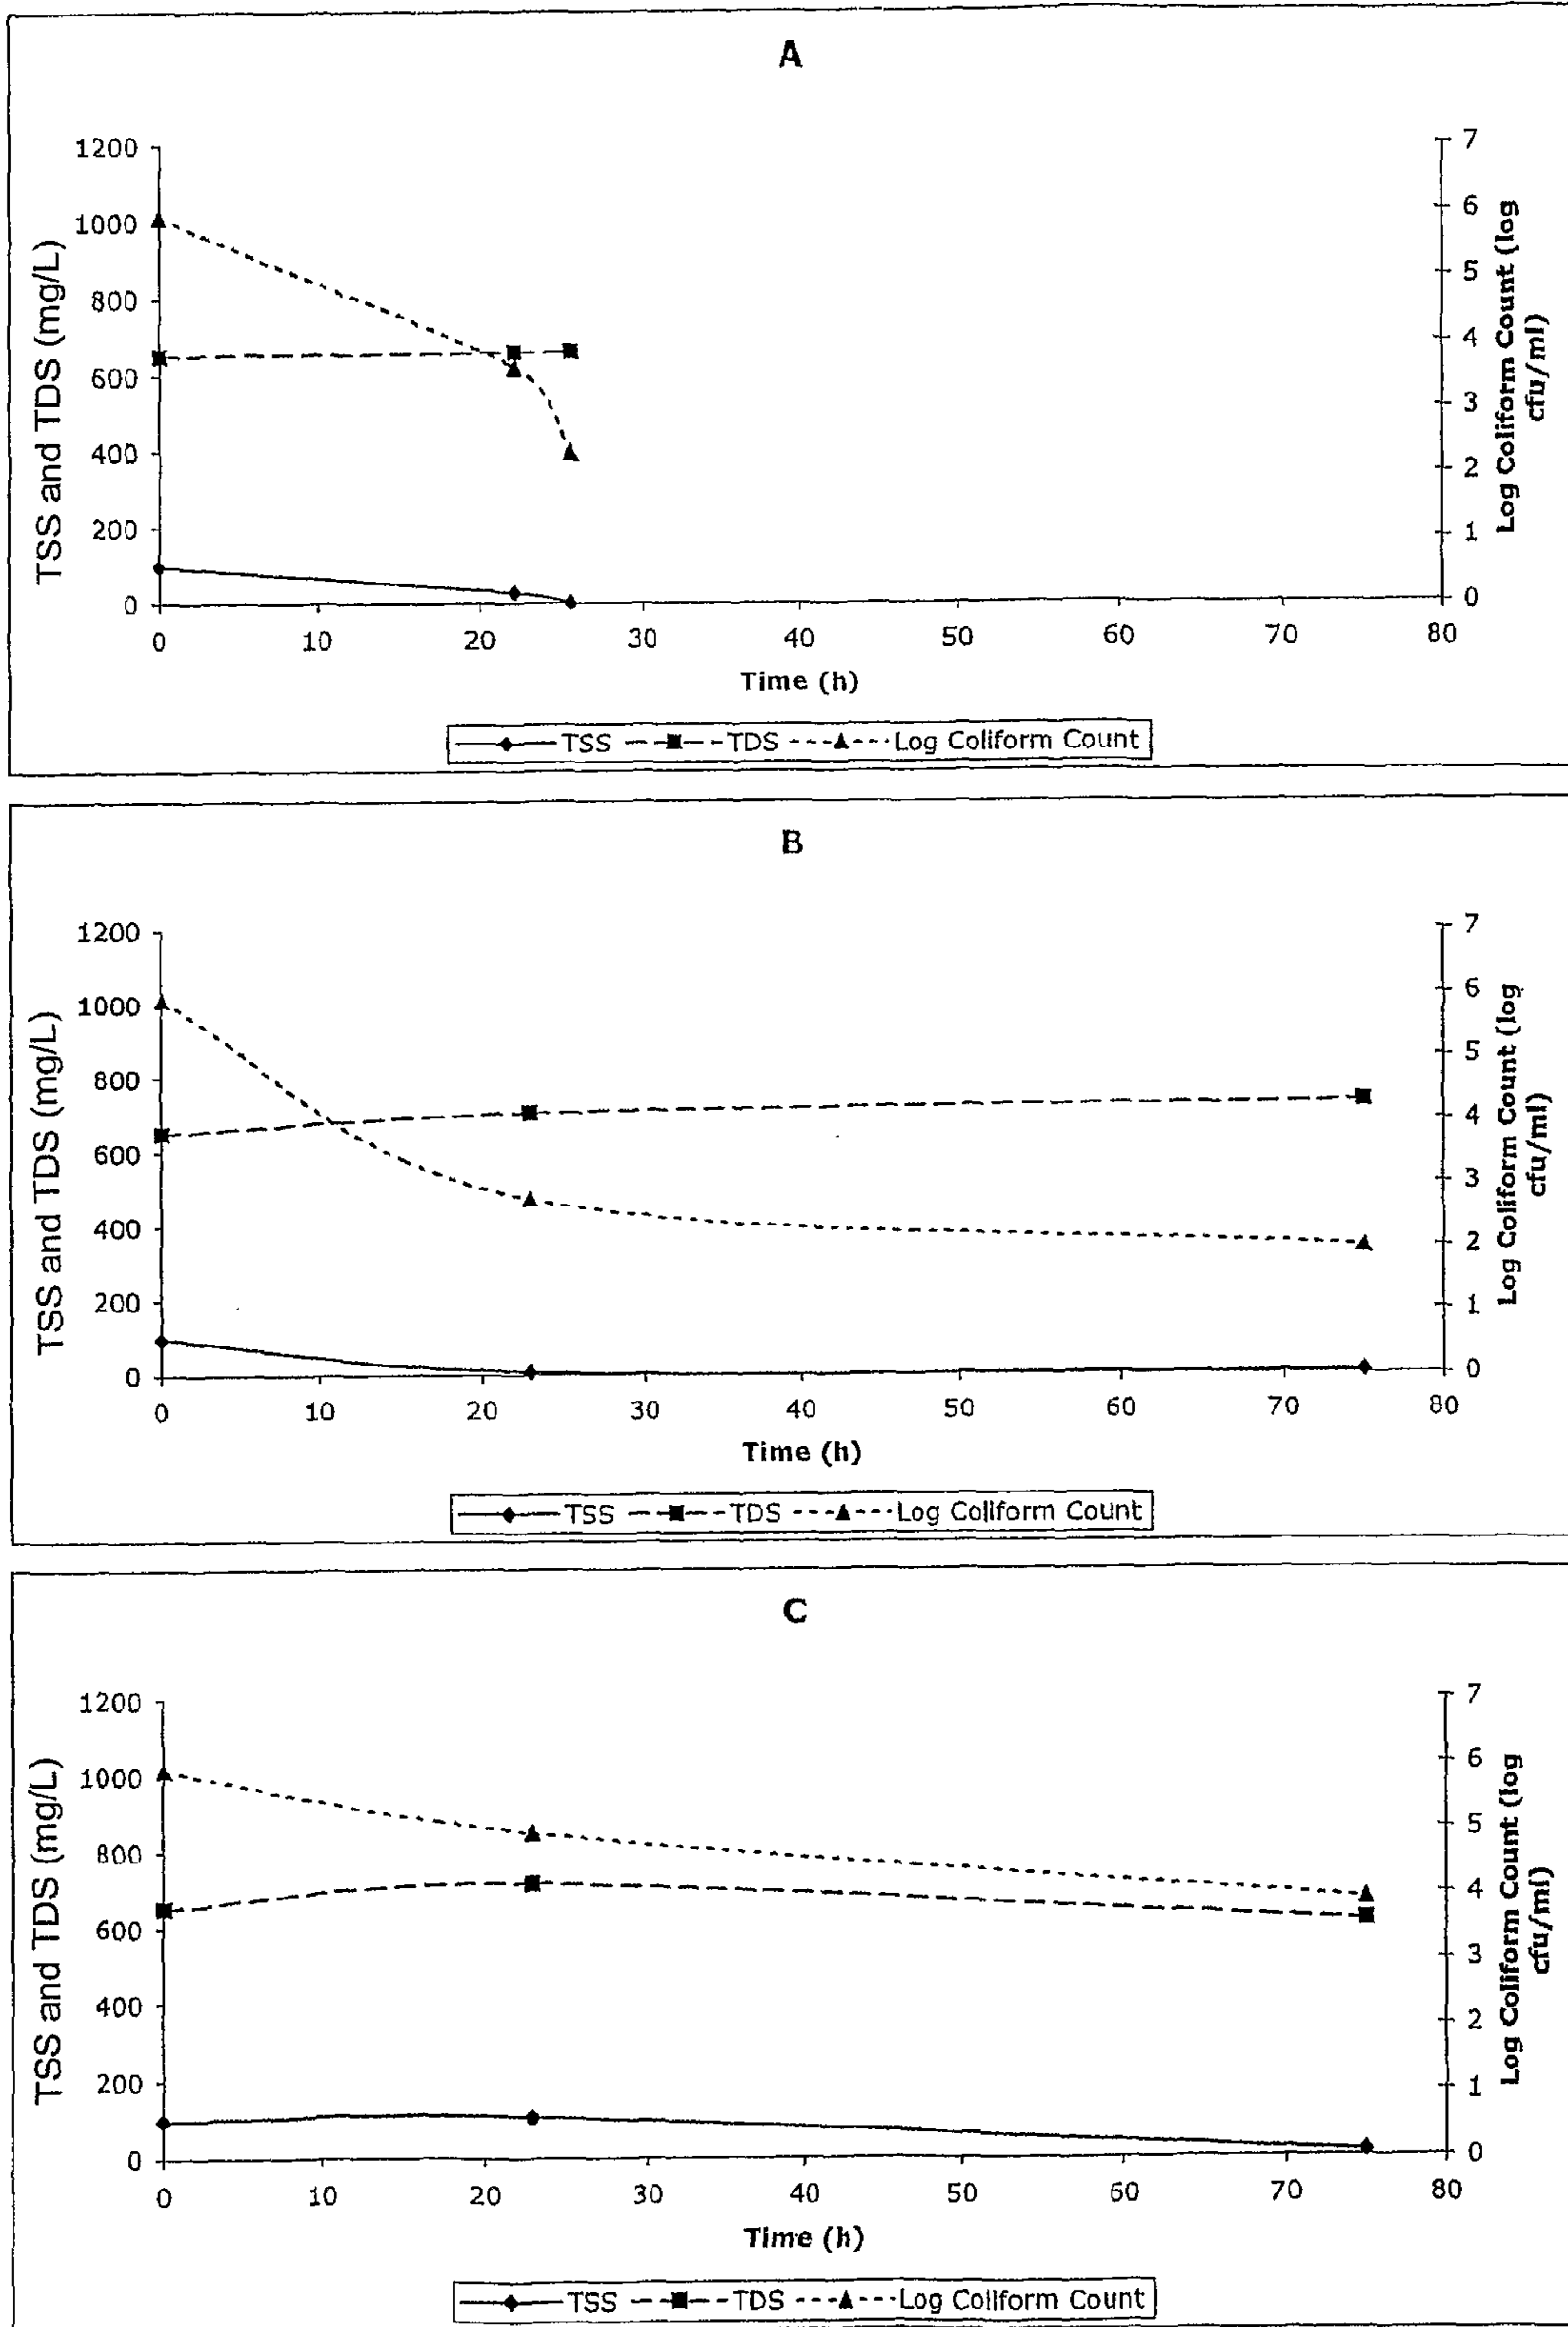 A
1200
1000
800
600
400
200
0
7
6
5
4
3
2
1
0
TSS and TDS (mg/L)
Log Coliform Count (log
cfu/ml)
0 10 20 30 40 50 60 70 80
Time (h)
TSS TDS Log Coliform Count
B
1200
1000
800
600
400
200
0
7
6
5
4
3
2
1
0
TSS and TDS (mg/L)
Log Coliform Count (log
cfu/ml)
0 10 20 30 40 50 60 70 80
Time (h)
TSS TDS Log Coliform Count
C
1200
1000
800
600
400
200
0
7
6
5
4
3
2
1
0
TSS and TDS (mg/L)
Log Coliform Count (log
cfu/ml)
0 10 20 30 40 50 60 70 80
Time (h)
TSS TDS Log Coliform Count